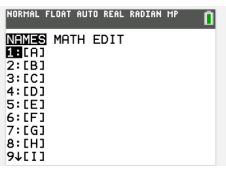 NORMAL FLOAT AUTO REAL RADIAN MP
NAMES MATH EDIT
1:[A]
2:[B]
3:[C]
4:[D]
5:[E]
6:[F]
7:[G]
8:[H]
9↓[I]